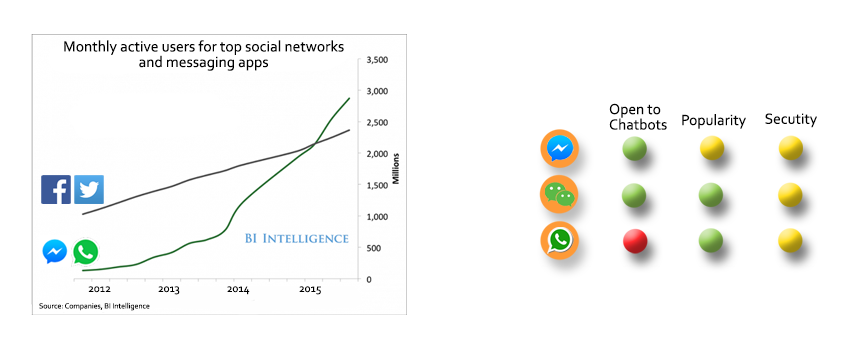 Monthly active users for top social networks
and messaging apps
3,500
3,000
2,500
2,000
1,500
1,000
500
0
Millions
BI INTELLIGENCE
2012
2013
2014
2015
Source: Companies, BI Intelligence
Open to
Chatbots
Popularity
Secutity